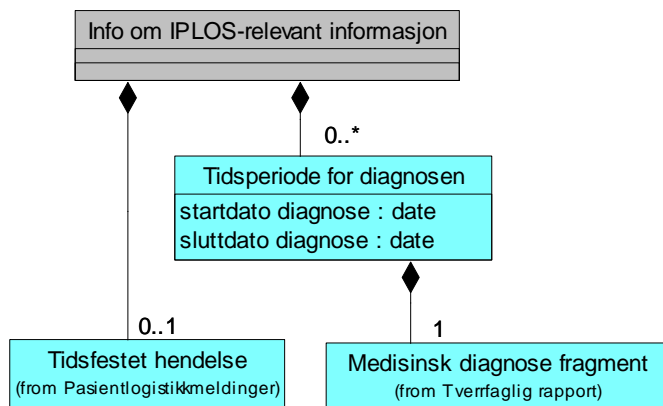 Info om IPLOS-relevant informasjon
0..*
Tidsperiode for diagnosen
startdato diagnose : date
sluttdato diagnose : date
0..1
1
Tidsfestet hendelse
(from Pasientlogistikkmeldinger)
Medisinsk diagnose fragment
(from Tverrfaglig rapport)